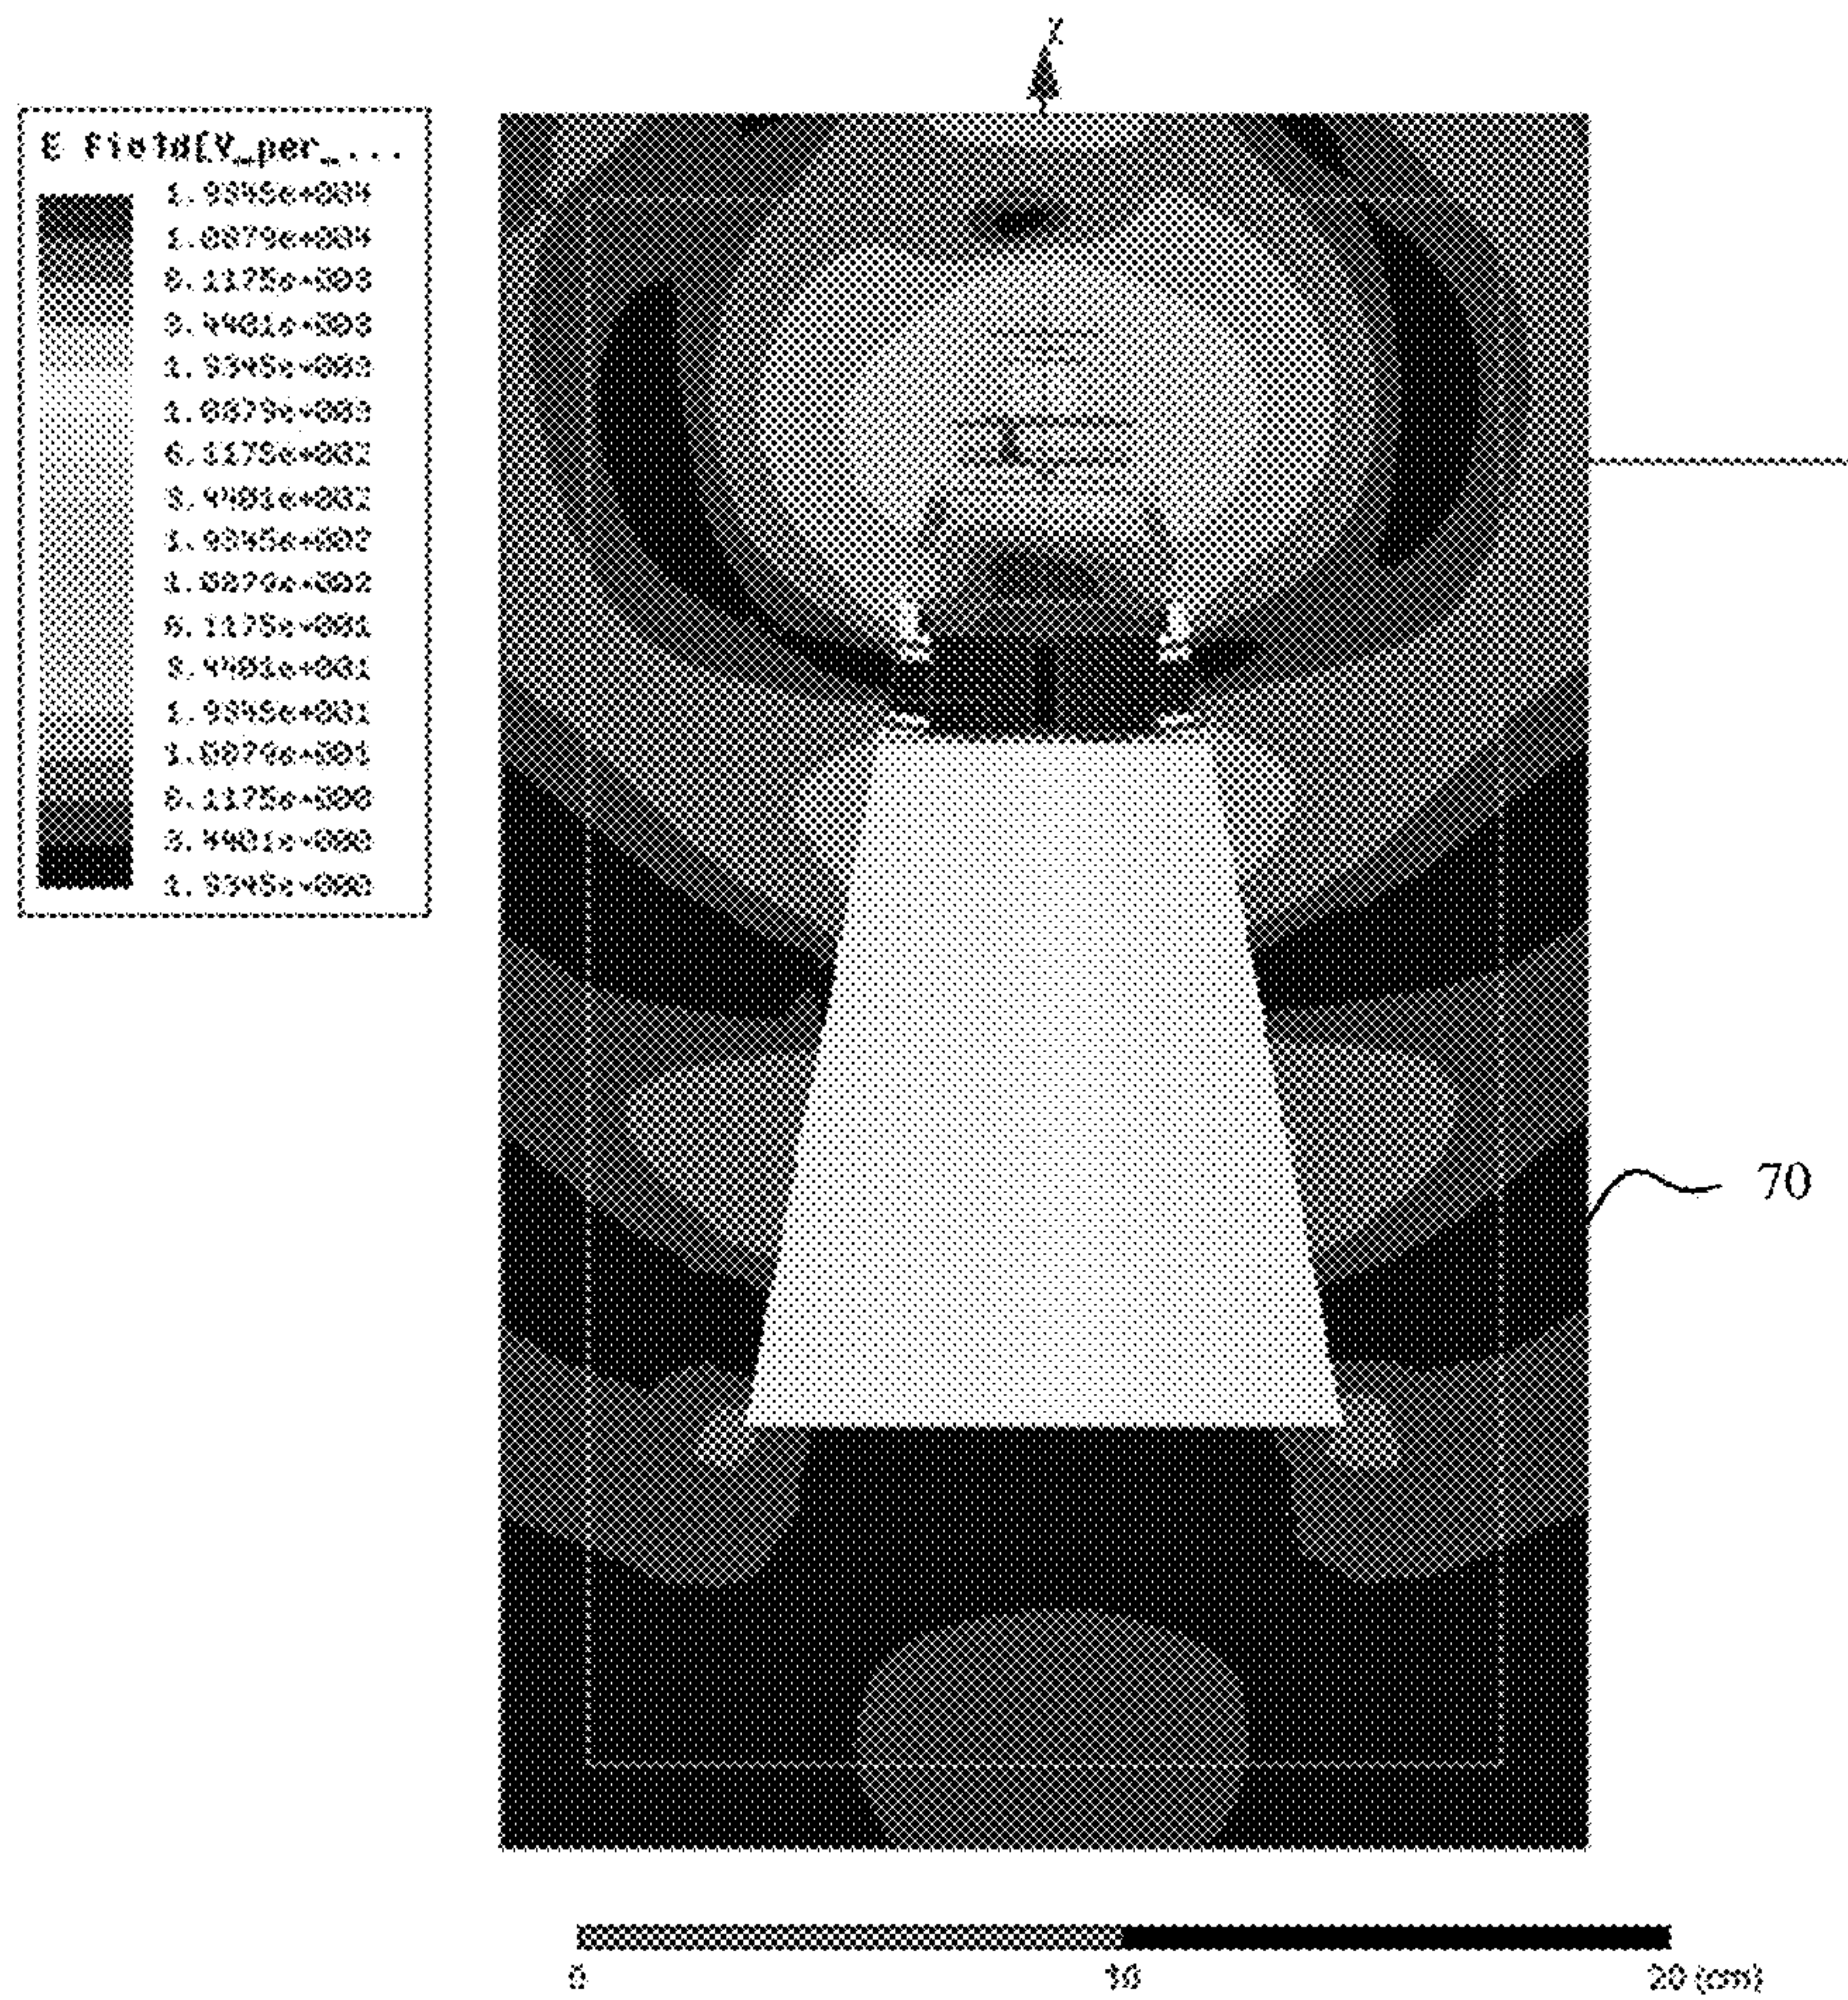 Z
E Field[V_per_...
1.9345e+004
1.0879e+004
6.1175e+003
3.4401e+003
1.9345e+003
1.0879e+003
6.1175e+002
3.4401e+002
1.9345e+002
1.0879e+002
6.1175e+001
3.4401e+001
1.9345e+001
1.0879e+001
6.1175e+000
3.4401e+000
1.9345e+000
70
0 10 20 (cm)